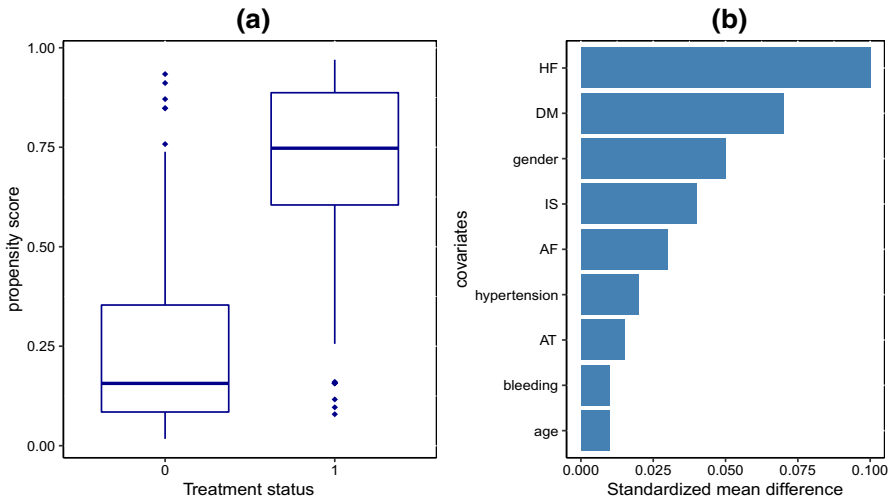 (a)
propensity score
1.00
0.75
0.50
0.25
0.00
0 1
Treatment status
(b)
covariates
HF
DM
gender
IS
AF
hypertension
AT
bleeding
age
0.000 0.025 0.050 0.075 0.100
Standardized mean difference